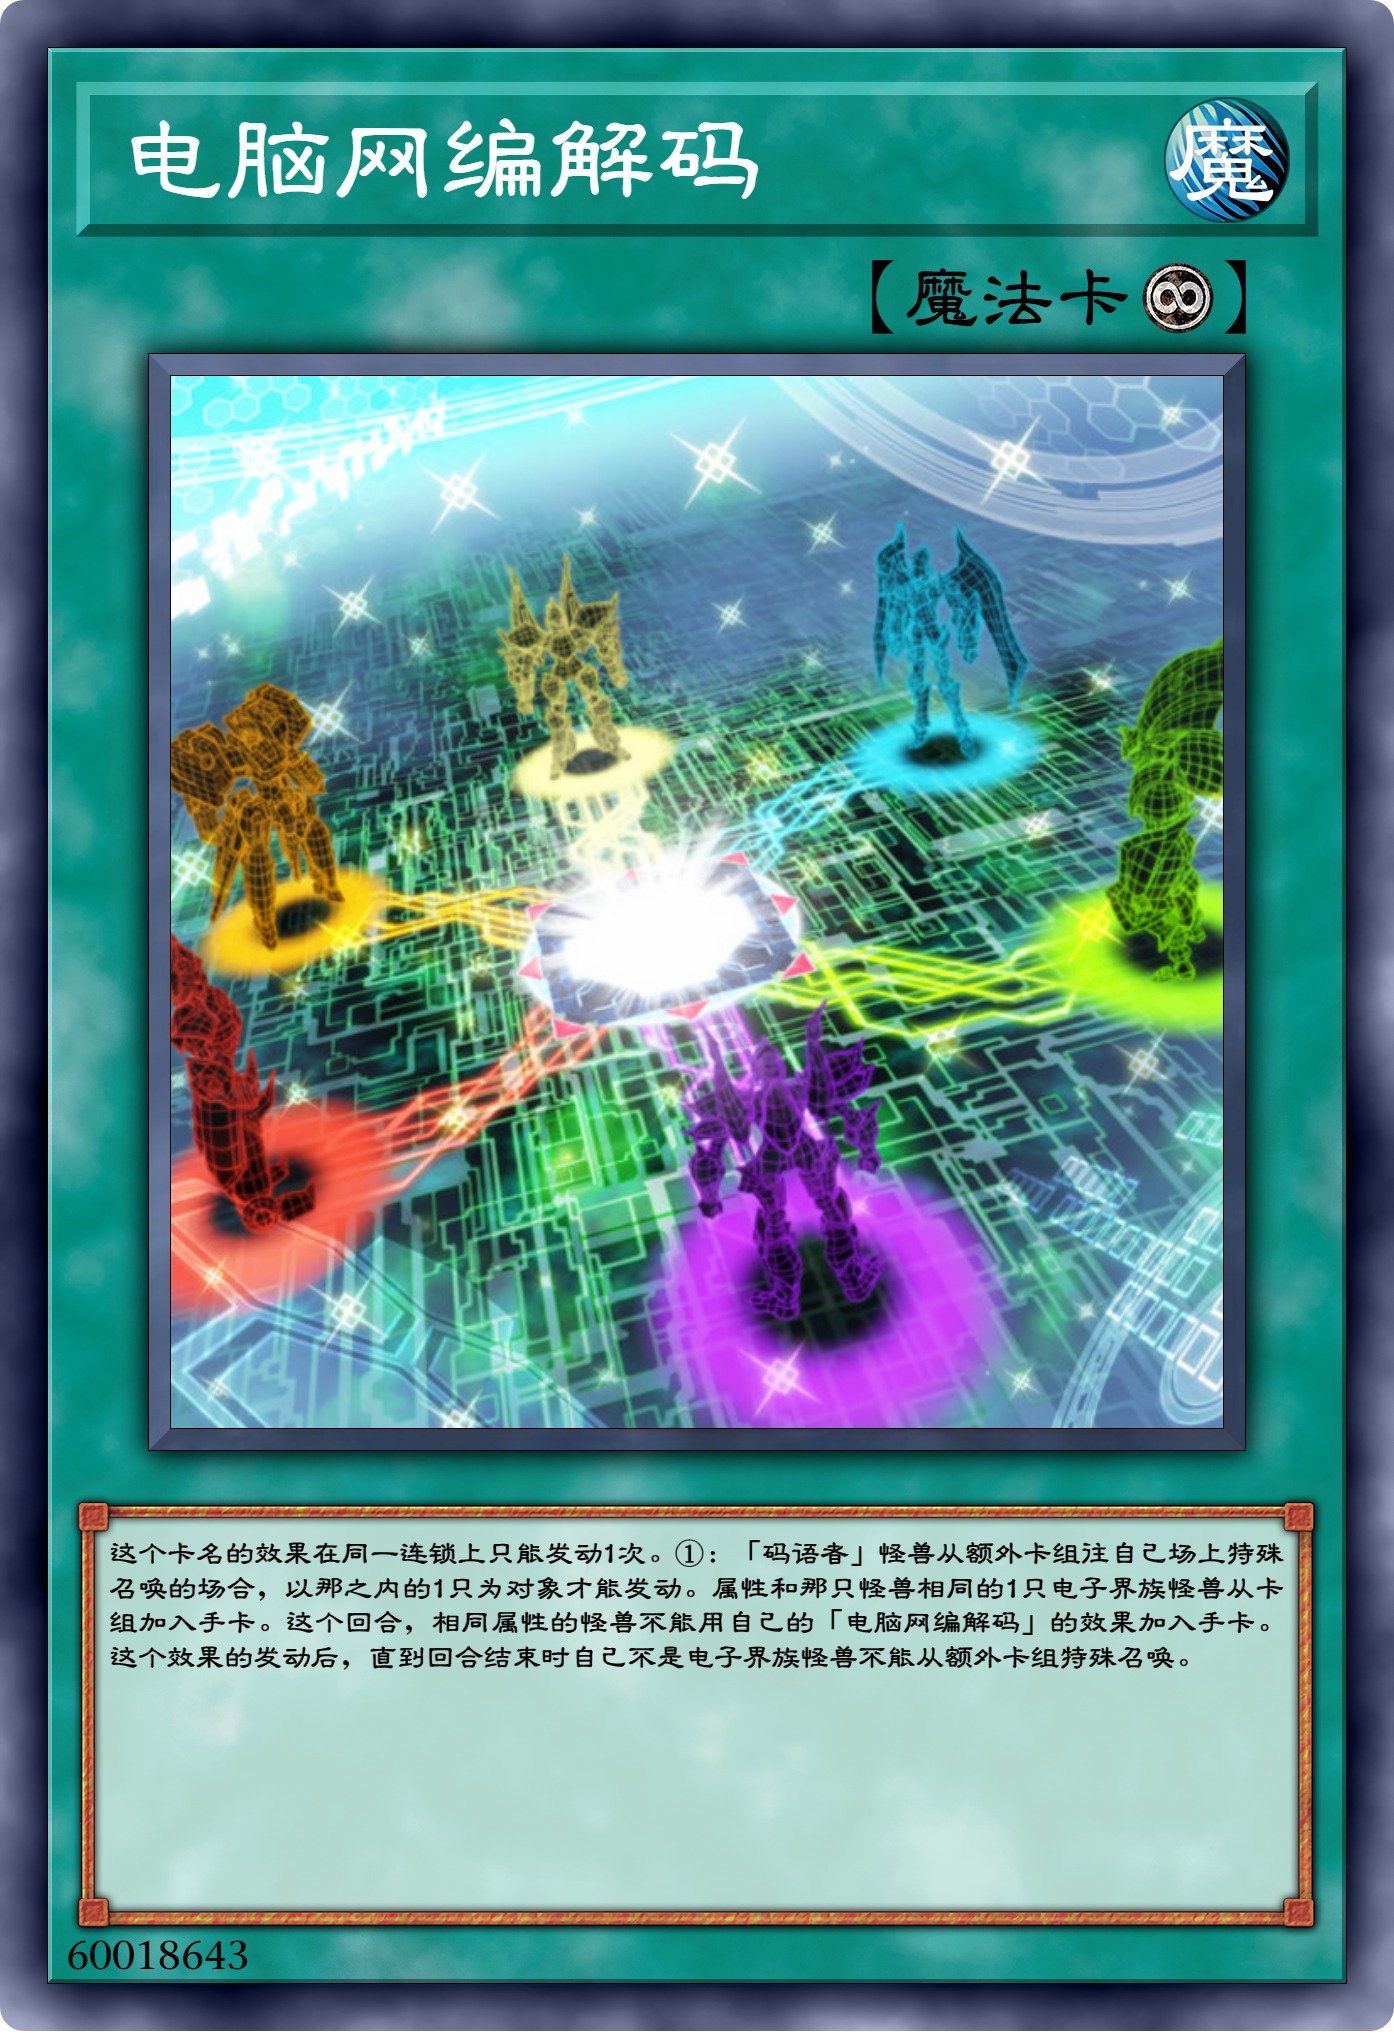 电脑网编解码
魔
【魔法卡】
这个卡名的效果在同一连锁上只能发动1次。①：「码语者」怪兽从额外卡组往自己场上特殊
召唤的场合，以那之内的1只为对象才能发动。属性和那只怪兽相同的1只电子界族怪兽从卡
组加入手卡。这个回合，相同属性的怪兽不能用自己的「电脑网编解码」的效果加入手卡。
这个效果的发动后，直到回合结束时自己不是电子界族怪兽不能从额外卡组特殊召唤。
60018643